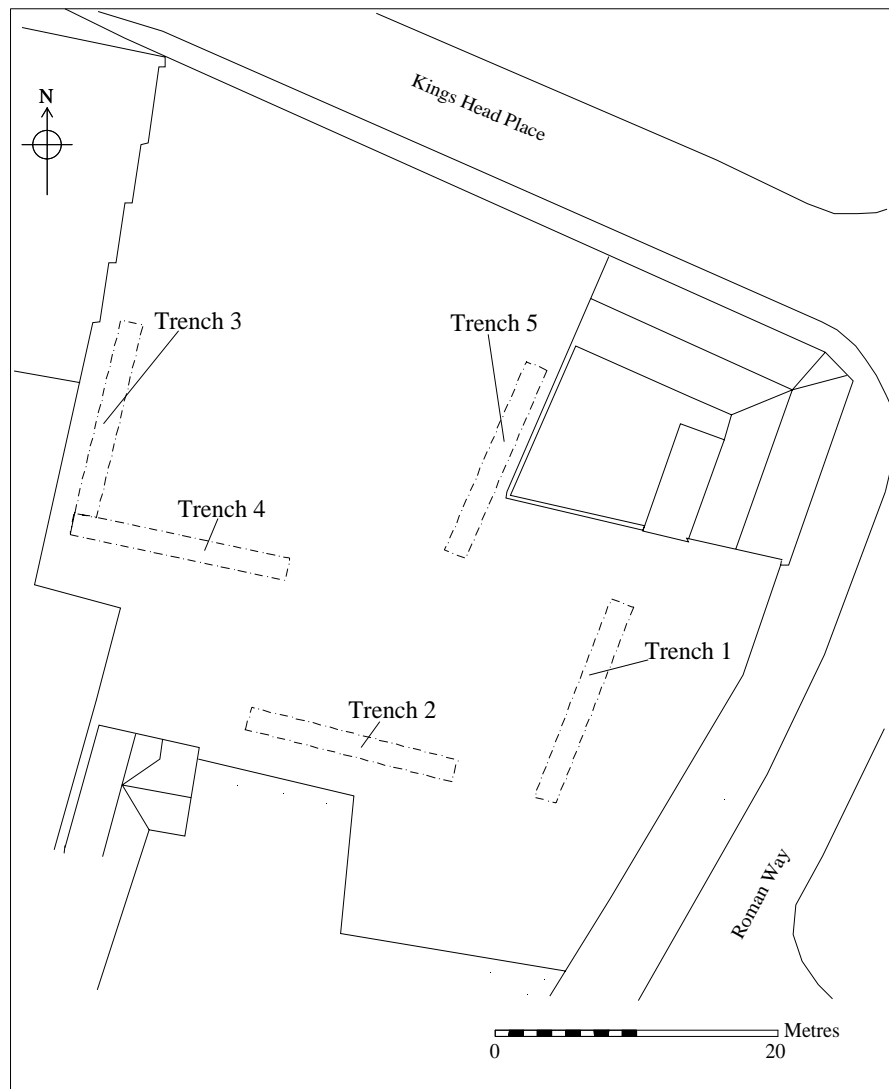 Kings Head Place
N
Trench 3
Trench 5
Trench 4
Trench 1
Trench 2
Roman Way
Metres
0
20